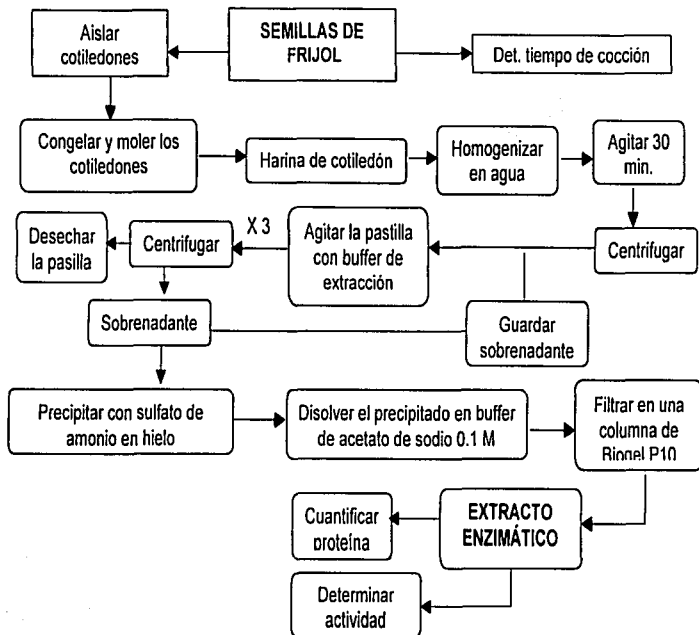 Aislar
cotiledones
SEMILLAS DE
FRIJOL
Det. tiempo de cocción
Congelar y moler los
cotiledones
Harina de cotiledón
Homogenizar
en agua
Agitar 30
min.
Desechar
la pasilla
Centrifugar
X 3
Agitar la pastilla
con buffer de
extracción
Centrifugar
Sobrenadante
Guardar
sobrenadante
Precipitar con sulfato de
amonio en hielo
Disolver el precipitado en buffer
de acetato de sodio 0.1 M
Filtrar en una
columna de
Biogel P10
Cuantificar
proteína
EXTRACTO
ENZIMÁTICO
Determinar
actividad